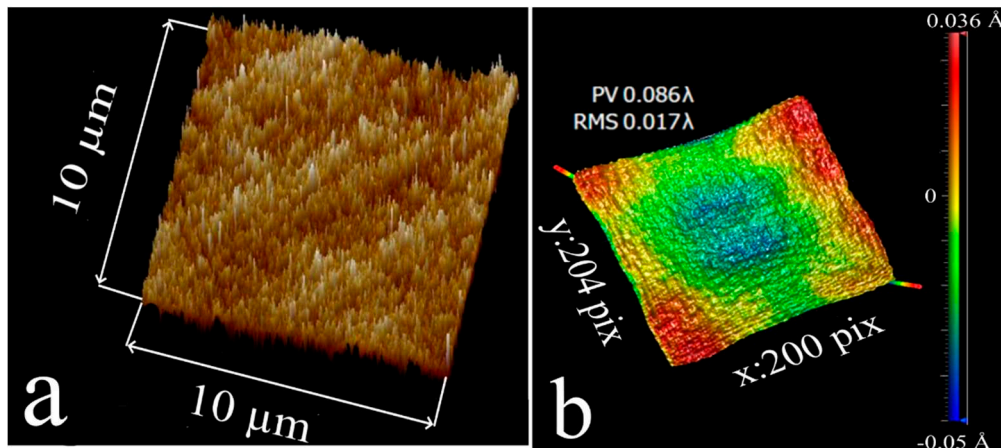 10 µm
10 µm
a
PV 0.086λ
RMS 0.017λ
y:204 pix
x:200 pix
b
0.036 Å
0
-0.05 Å